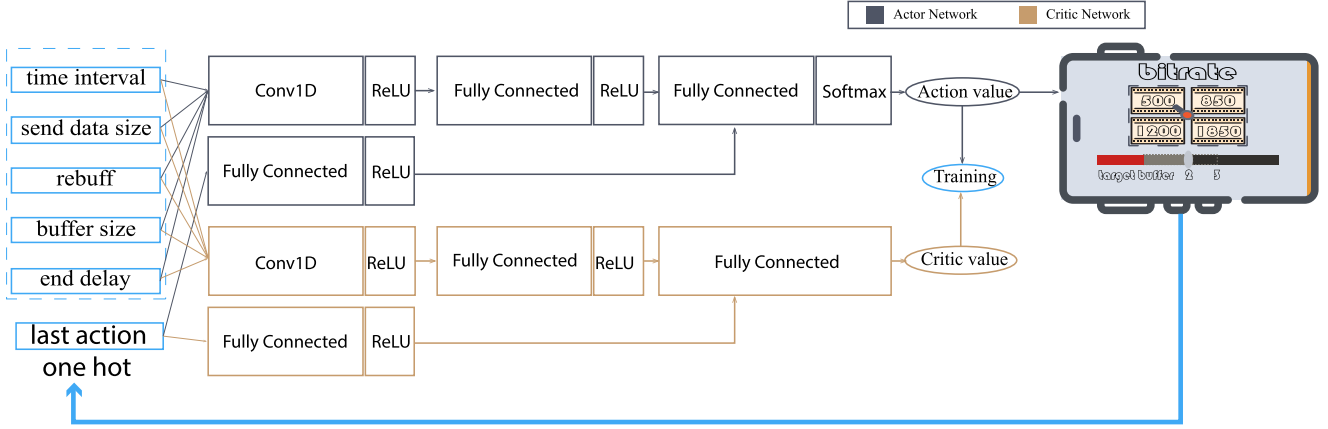 Actor Network
Critic Network
time interval
send data size
rebuff
buffer size
end delay
last action
one hot
Conv1D
ReLU
Fully Connected
ReLU
Fully Connected
Softmax
Action value
Fully Connected
ReLU
Training
Conv1D
ReLU
Fully Connected
ReLU
Fully Connected
Critic value
Fully Connected
ReLU
bitrate
500
850
1200
1850
target buffer 2 3